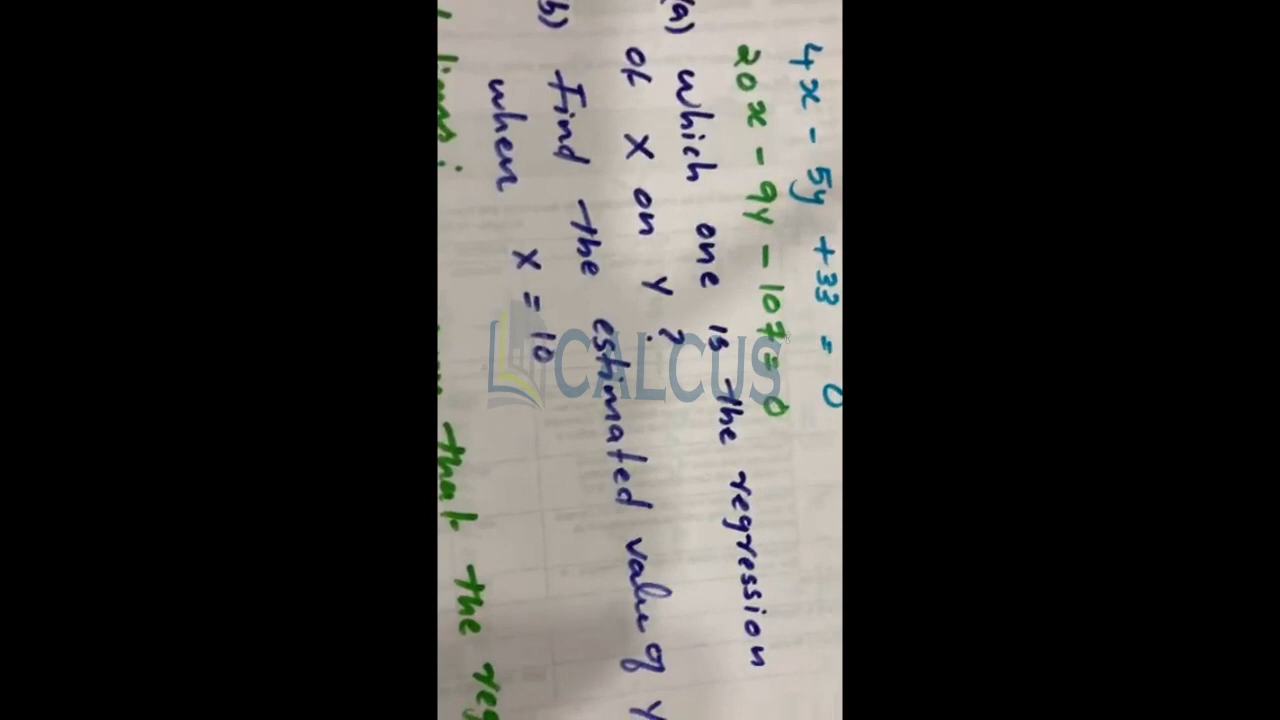 4x - 5y + 33 = 0
20x - 9y - 107 = 0
(a) which one is the regression
of X on Y ?
b) Find the estimated value of Y
when X = 10
lines : that the reg
CALCUS